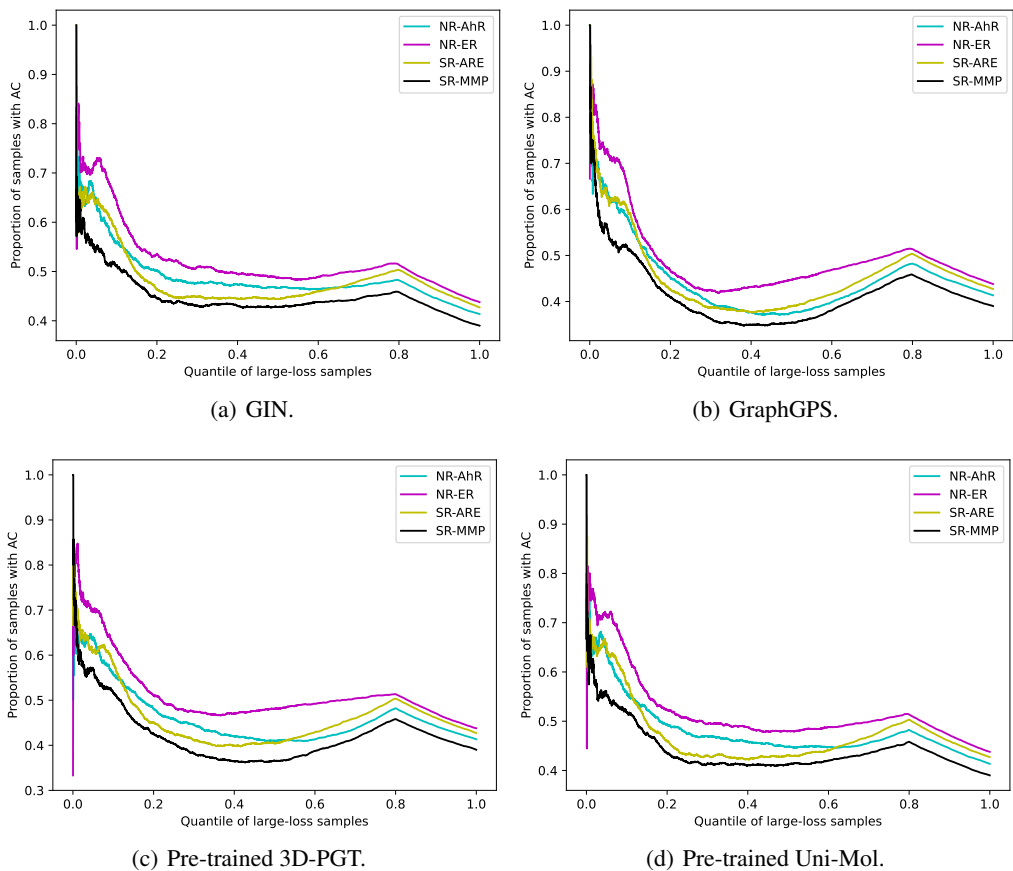 1.0
0.9
0.8
0.7
0.6
0.5
0.4
Proportion of samples with AC
NR-AhR
NR-ER
SR-ARE
SR-MMP
0.0 0.2 0.4 0.6 0.8 1.0
Quantile of large-loss samples
(a) GIN.
1.0
0.9
0.8
0.7
0.6
0.5
0.4
Proportion of samples with AC
NR-AhR
NR-ER
SR-ARE
SR-MMP
0.0 0.2 0.4 0.6 0.8 1.0
Quantile of large-loss samples
(b) GraphGPS.
1.0
0.9
0.8
0.7
0.6
0.5
0.4
0.3
Proportion of samples with AC
NR-AhR
NR-ER
SR-ARE
SR-MMP
0.0 0.2 0.4 0.6 0.8 1.0
Quantile of large-loss samples
(c) Pre-trained 3D-PGT.
1.0
0.9
0.8
0.7
0.6
0.5
0.4
Proportion of samples with AC
NR-AhR
NR-ER
SR-ARE
SR-MMP
0.0 0.2 0.4 0.6 0.8 1.0
Quantile of large-loss samples
(d) Pre-trained Uni-Mol.